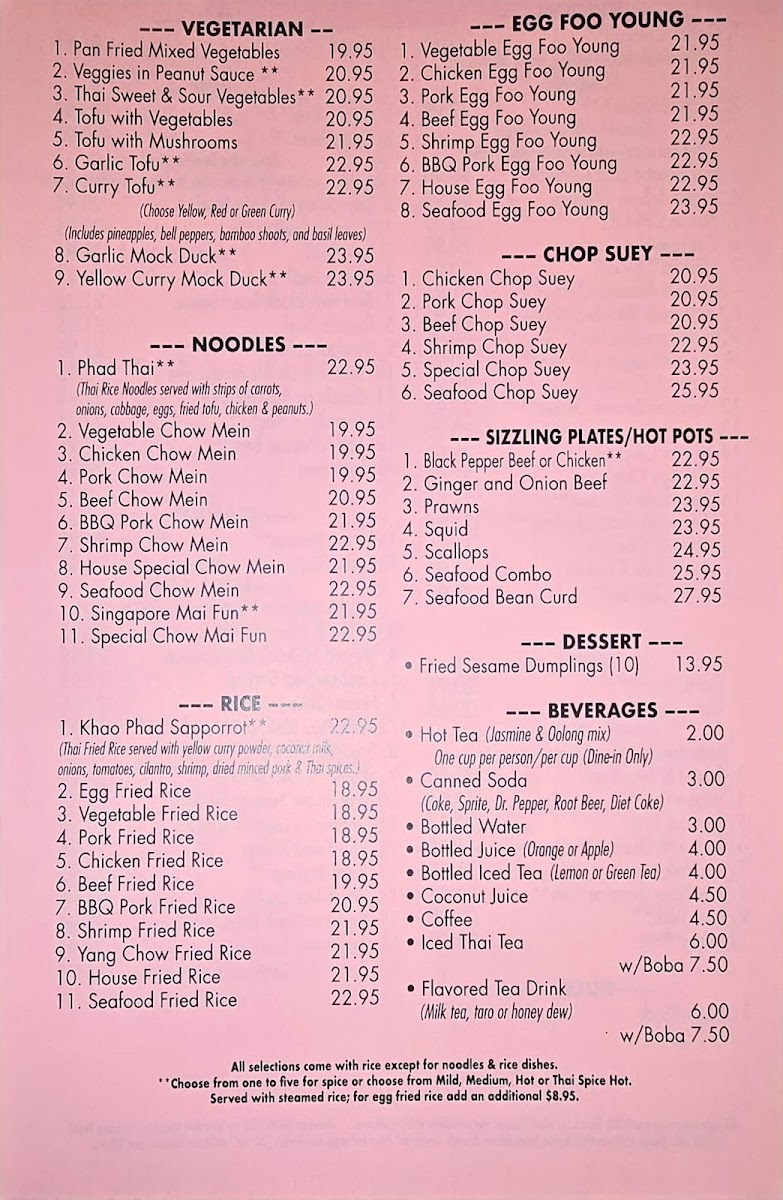 --- VEGETARIAN --
1. Pan Fried Mixed Vegetables 19.95
2. Veggies in Peanut Sauce ** 20.95
3. Thai Sweet & Sour Vegetables** 20.95
4. Tofu with Vegetables 20.95
5. Tofu with Mushrooms 21.95
6. Garlic Tofu** 22.95
7. Curry Tofu** 22.95
(Choose Yellow, Red or Green Curry)
(Includes pineapples, bell peppers, bamboo shoots, and basil leaves)
8. Garlic Mock Duck** 23.95
9. Yellow Curry Mock Duck** 23.95
--- NOODLES ---
1. Phad Thai** 22.95
(Thai Rice Noodles served with strips of carrots,
onions, cabbage, eggs, fried tofu, chicken & peanuts.)
2. Vegetable Chow Mein 19.95
3. Chicken Chow Mein 19.95
4. Pork Chow Mein 19.95
5. Beef Chow Mein 20.95
6. BBQ Pork Chow Mein 21.95
7. Shrimp Chow Mein 22.95
8. House Special Chow Mein 21.95
9. Seafood Chow Mein 22.95
10. Singapore Mai Fun** 21.95
11. Special Chow Mai Fun 22.95
--- RICE ---
1. Khao Phad Sapporrot** 22.95
(Thai Fried Rice served with yellow curry powder, coconut milk,
onions, tomatoes, cilantro, shrimp, dried minced pork & Thai spices.)
2. Egg Fried Rice 18.95
3. Vegetable Fried Rice 18.95
4. Pork Fried Rice 18.95
5. Chicken Fried Rice 18.95
6. Beef Fried Rice 19.95
7. BBQ Pork Fried Rice 20.95
8. Shrimp Fried Rice 21.95
9. Yang Chow Fried Rice 21.95
10. House Fried Rice 21.95
11. Seafood Fried Rice 22.95
--- EGG FOO YOUNG ---
1. Vegetable Egg Foo Young 21.95
2. Chicken Egg Foo Young 21.95
3. Pork Egg Foo Young 21.95
4. Beef Egg Foo Young 21.95
5. Shrimp Egg Foo Young 22.95
6. BBQ Pork Egg Foo Young 22.95
7. House Egg Foo Young 22.95
8. Seafood Egg Foo Young 23.95
--- CHOP SUEY ---
1. Chicken Chop Suey 20.95
2. Pork Chop Suey 20.95
3. Beef Chop Suey 20.95
4. Shrimp Chop Suey 22.95
5. Special Chop Suey 23.95
6. Seafood Chop Suey 25.95
--- SIZZLING PLATES/HOT POTS ---
1. Black Pepper Beef or Chicken** 22.95
2. Ginger and Onion Beef 22.95
3. Prawns 23.95
4. Squid 23.95
5. Scallops 24.95
6. Seafood Combo 25.95
7. Seafood Bean Curd 27.95
--- DESSERT ---
• Fried Sesame Dumplings (10) 13.95
--- BEVERAGES ---
• Hot Tea (Jasmine & Oolong mix) 2.00
One cup per person/per cup (Dine-in Only)
• Canned Soda 3.00
(Coke, Sprite, Dr. Pepper, Root Beer, Diet Coke)
• Bottled Water 3.00
• Bottled Juice (Orange or Apple) 4.00
• Bottled Iced Tea (Lemon or Green Tea) 4.00
• Coconut Juice 4.50
• Coffee 4.50
• Iced Thai Tea 6.00
w/Boba 7.50
• Flavored Tea Drink
(Milk tea, taro or honey dew) 6.00
w/Boba 7.50
All selections come with rice except for noodles & rice dishes.
**Choose from one to five for spice or choose from Mild, Medium, Hot or Thai Spice Hot.
Served with steamed rice; for egg fried rice add an additional $8.95.